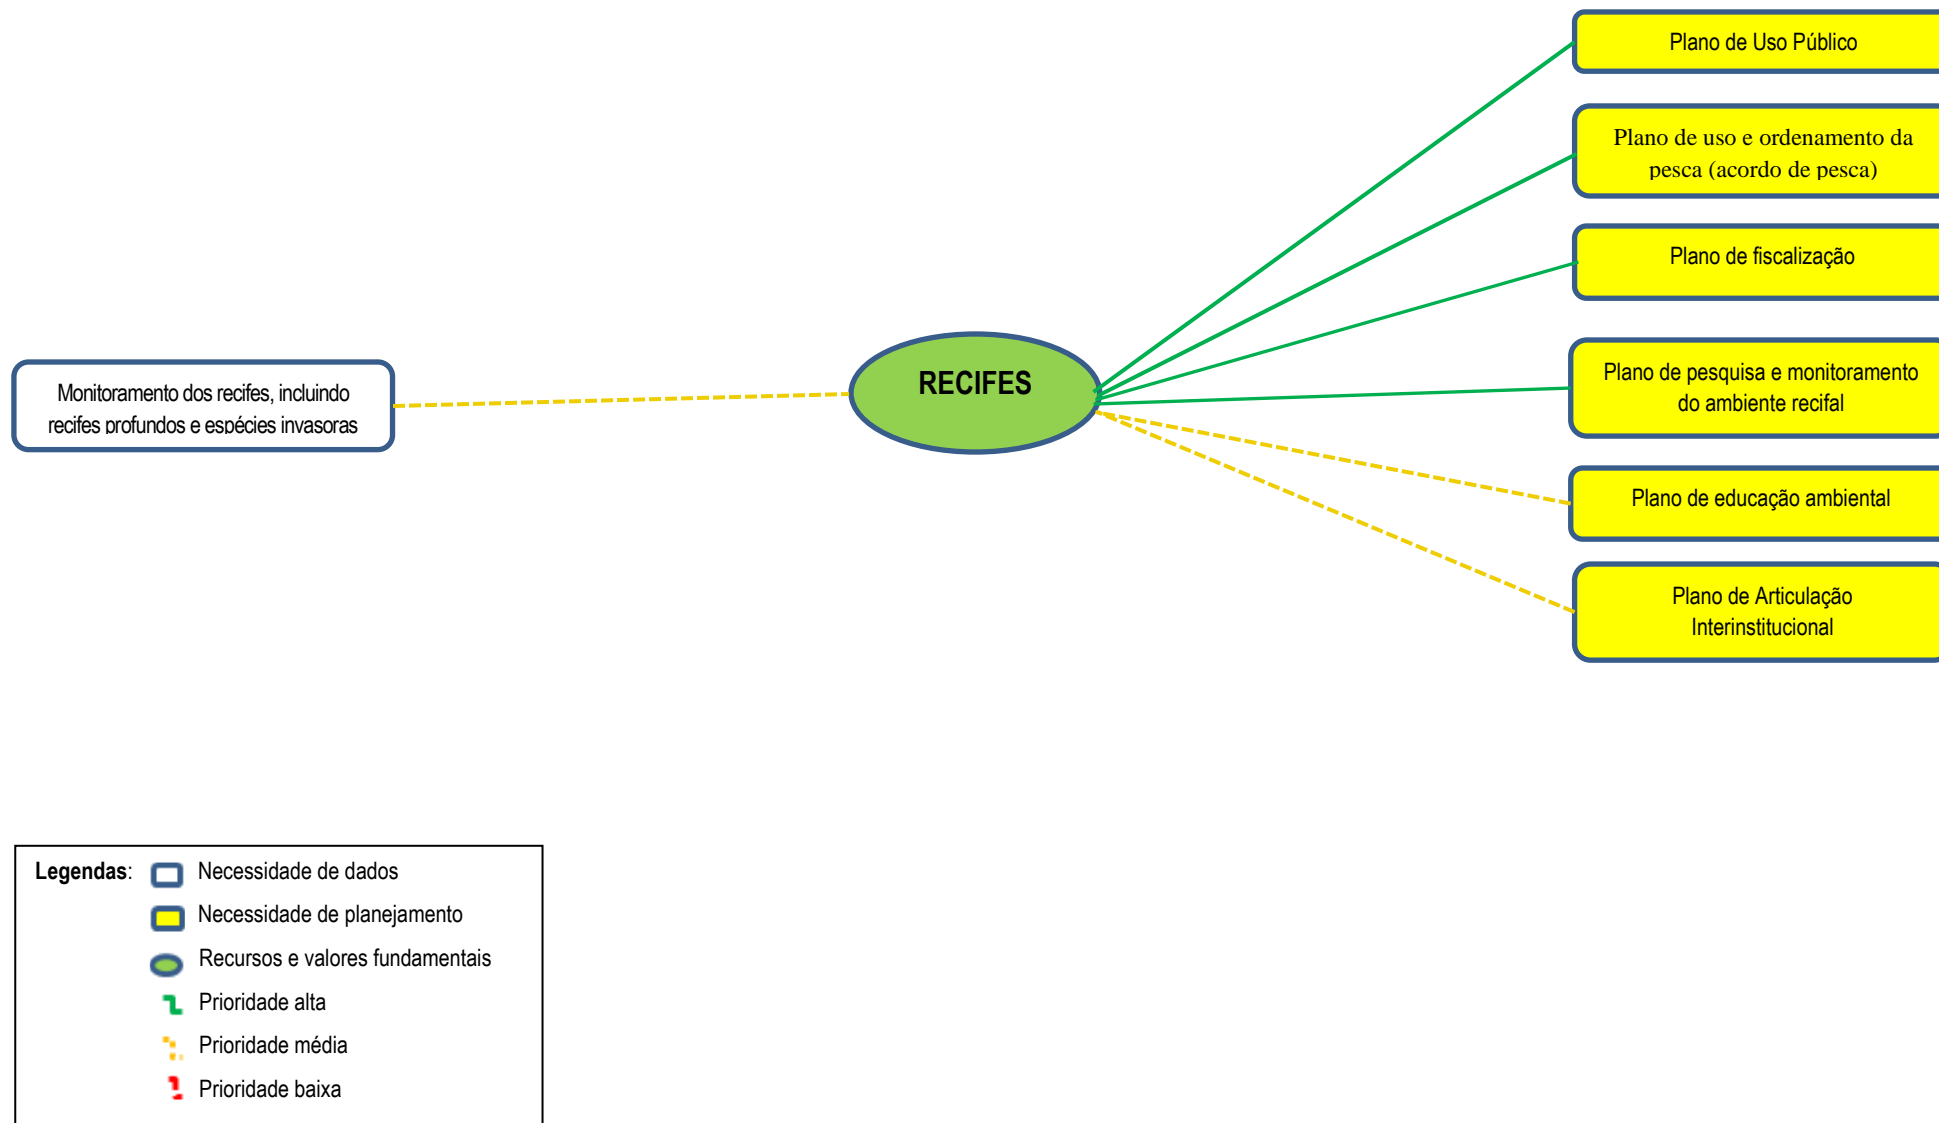 Plano de Uso Público
Plano de uso e ordenamento da
pesca (acordo de pesca)
Plano de fiscalização
RECIFES
Monitoramento dos recifes, incluindo
recifes profundos e espécies invasoras
Plano de pesquisa e monitoramento
do ambiente recifal
Plano de educação ambiental
Plano de Articulação
Interinstitucional
Legendas: Necessidade de dados
Necessidade de planejamento
Recursos e valores fundamentais
Prioridade alta
Prioridade média
Prioridade baixa